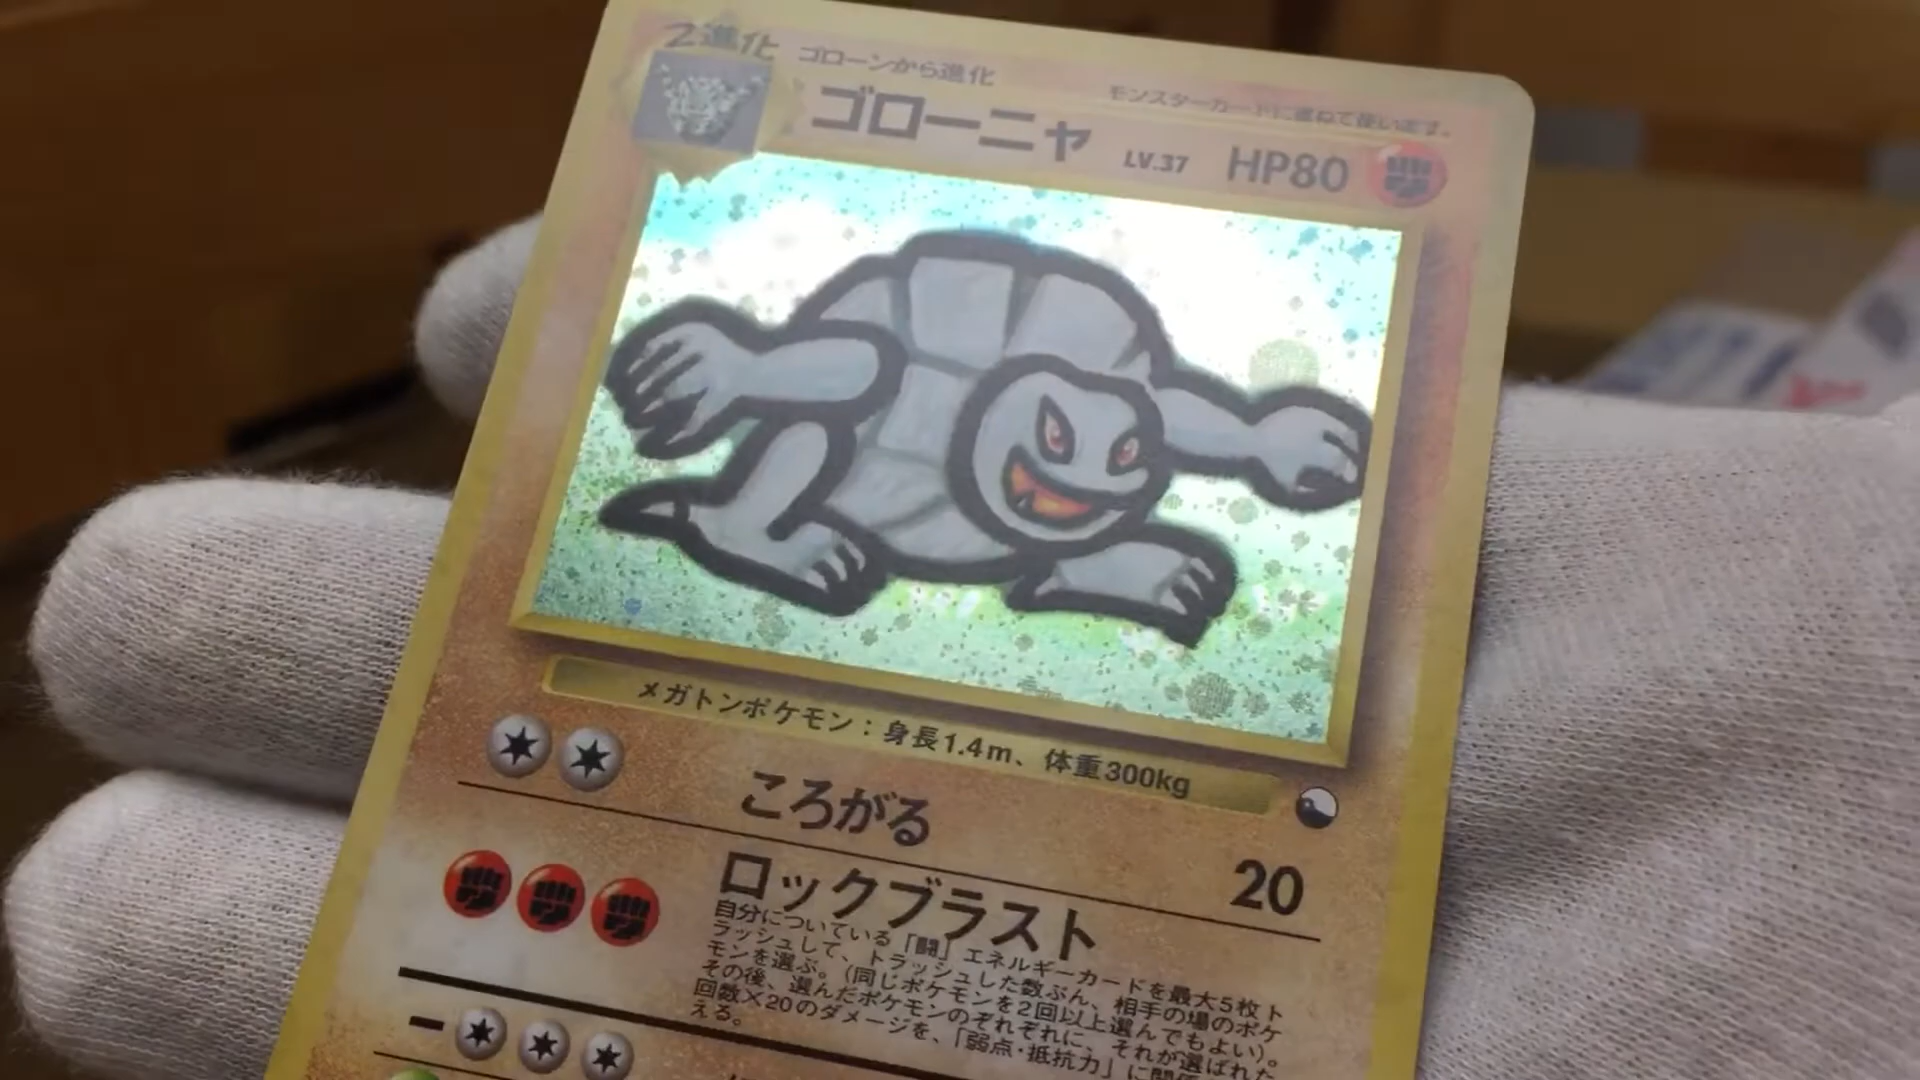 2進化
ゴローンから進化
モンスターカードに重ねて使います。
ゴローニャ LV.37 HP80
メガトンポケモン：身長1.4m、体重300kg
ころがる 20
ロックブラスト
自分についている「闘」エネルギーカードを最大5枚ト
ラッシュして、トラッシュした数ぶん、相手の場のポケ
モンを選ぶ。（同じポケモンを2回以上選んでもよい）。
その後、選んだポケモンのそれぞれに、それが選ばれた
回数×20のダメージを、「弱点・抵抗力」に関係
える。